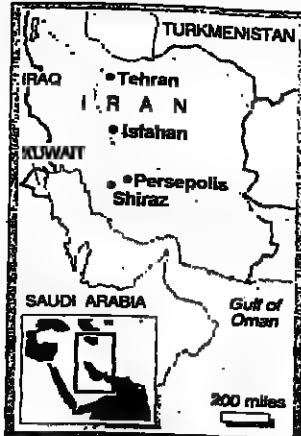 TURKMENISTAN
IRAQ
Tehran
IRAN
Isfahan
KUWAIT
Persepolis
Shiraz
SAUDI ARABIA
Gulf of
Oman
200 miles